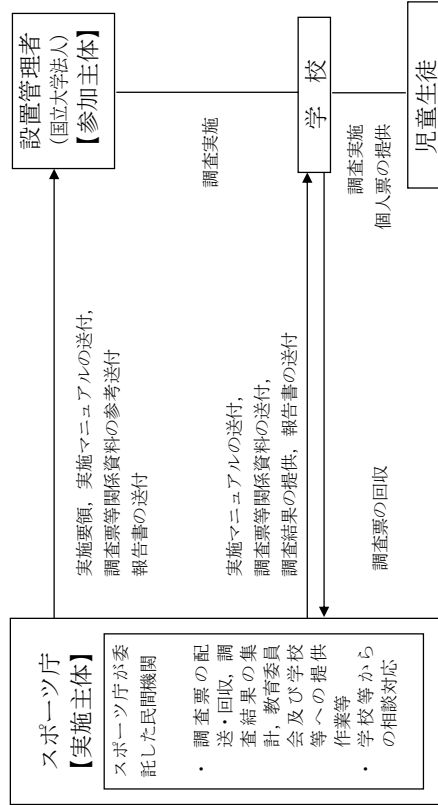 スポーツ庁
【実施主体】
スポーツ庁が委
託した民間機関
・ 調査票の配
送・回収，調
査結果の集
計，教育委員
会及び学校
等への提供
作業等
・ 学校等から
の相談対応
実施要領，実施マニュアルの送付，
調査票等関係資料の参考送付
報告書の送付
実施マニュアルの送付，
調査票等関係資料の送付，
調査結果の提供，報告書の送付
調査票の回収
設置管理者
(国立大学法人)
【参加主体】
調査実施
学　校
調査実施
個人票の提供
児童生徒